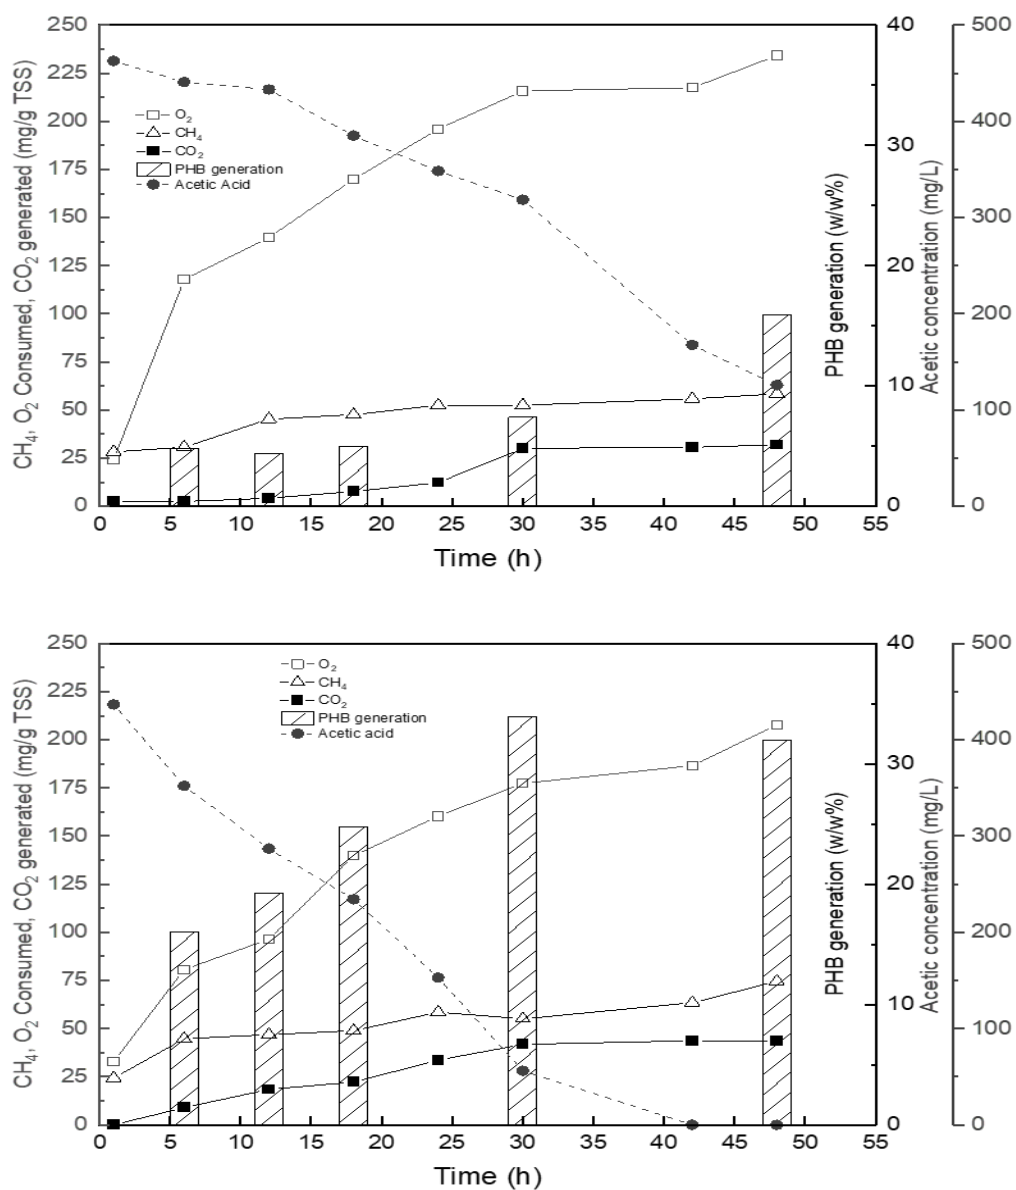 250
225
200
175
150
125
100
75
50
25
0
CH₄, O₂ Consumed, CO₂ generated (mg/g TSS)
O₂
CH₄
CO₂
PHB generation
Acetic Acid
40
30
20
10
0
PHB generation (w/w%)
500
400
300
200
100
0
Acetic concentration (mg/L)
0 5 10 15 20 25 30 35 40 45 50 55
Time (h)
250
225
200
175
150
125
100
75
50
25
0
CH₄, O₂ Consumed, CO₂ generated (mg/g TSS)
O₂
CH₄
CO₂
PHB generation
Acetic acid
40
30
20
10
0
PHB generation (w/w%)
500
400
300
200
100
0
Acetic concentration (mg/L)
0 5 10 15 20 25 30 35 40 45 50 55
Time (h)